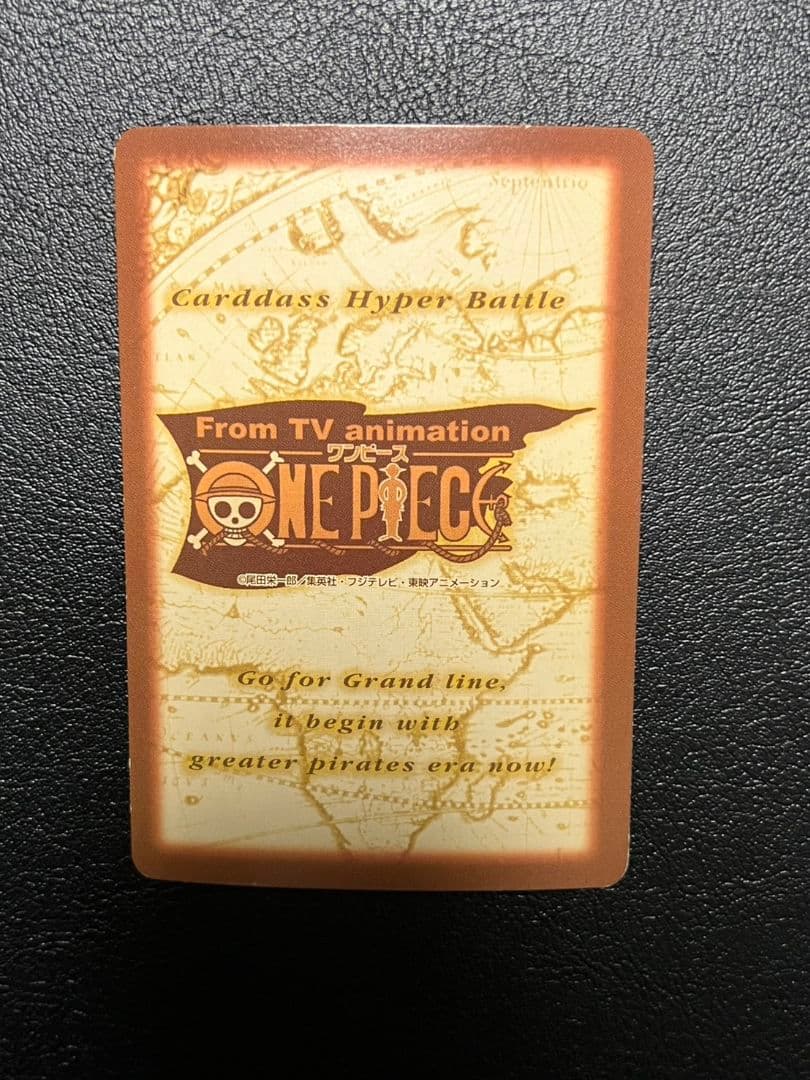 Septentrio
Carddass Hyper Battle
From TV animation
ワンピース
ONE PIECE
©尾田栄一郎／集英社・フジテレビ・東映アニメーション
Go for Grand line,
it begin with
greater pirates era now!